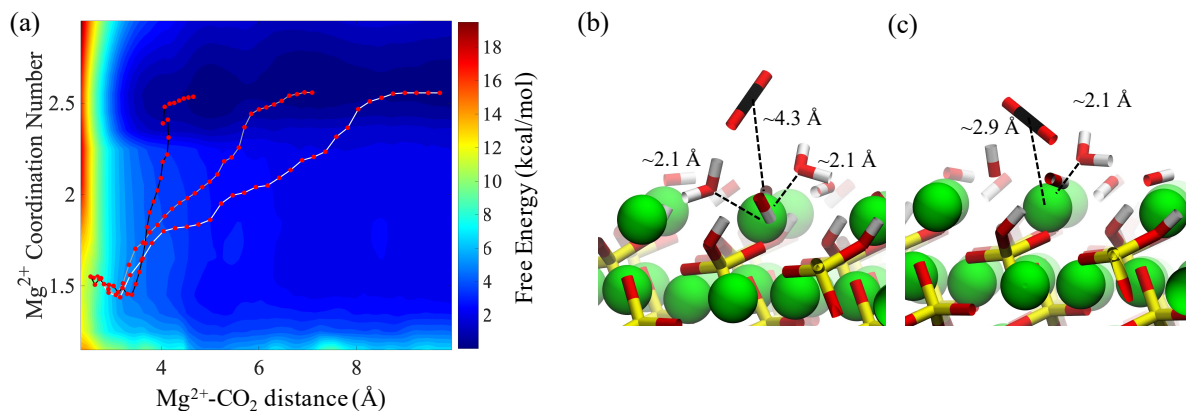 (a)
Mg²⁺ Coordination Number
2.5
2
1.5
4
6
8
Mg²⁺-CO₂ distance (Å)
18
16
14
12
10
8
6
4
2
Free Energy (kcal/mol)
(b)
~4.3 Å
~2.1 Å
~2.1 Å
(c)
~2.1 Å
~2.9 Å